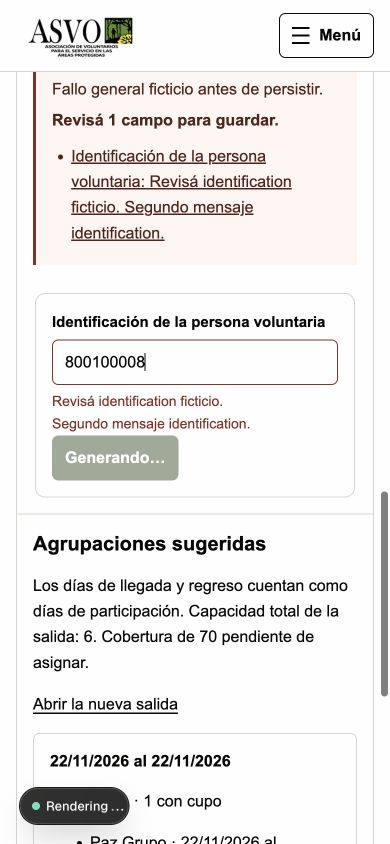 ASVO
ASOCIACIÓN DE VOLUNTARIOS
PARA EL SERVICIO EN LAS
ÁREAS PROTEGIDAS
Menú
Fallo general ficticio antes de persistir.
Revisá 1 campo para guardar.
• Identificación de la persona
voluntaria: Revisá identification
ficticio. Segundo mensaje
identification.
Identificación de la persona voluntaria
800100008
Revisá identification ficticio.
Segundo mensaje identification.
Generando…
Agrupaciones sugeridas
Los días de llegada y regreso cuentan como
días de participación. Capacidad total de la
salida: 6. Cobertura de 70 pendiente de
asignar.
Abrir la nueva salida
22/11/2026 al 22/11/2026
· 1 con cupo
Rendering ...
• Paz Grupo · 22/11/2026 al